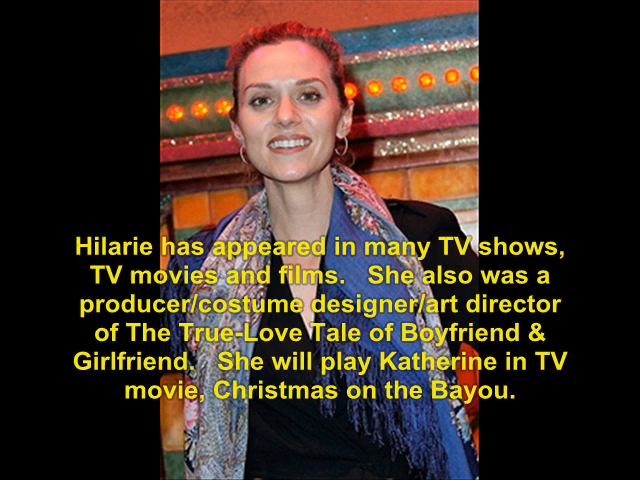 Hilarie has appeared in many TV shows,
TV movies and films. She also was a
producer/costume designer/art director
of The True-Love Tale of Boyfriend &
Girlfriend. She will play Katherine in TV
movie, Christmas on the Bayou.